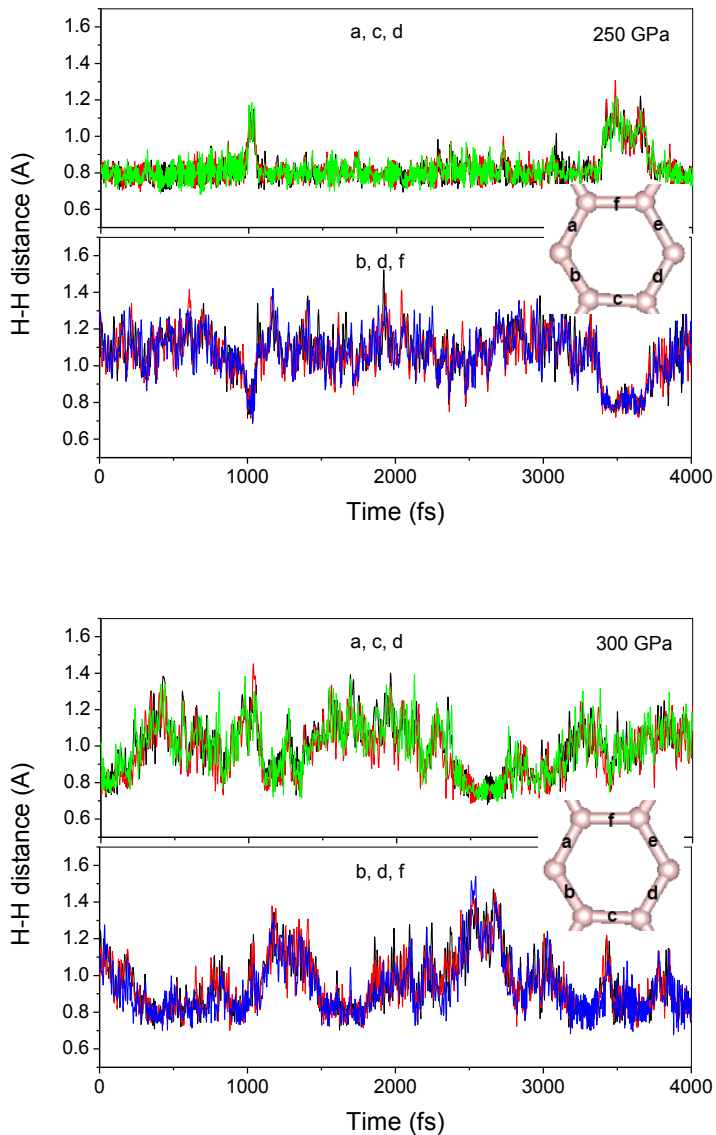 1.6
1.4
1.2
1.0
0.8
0.6
a, c, d
250 GPa
H-H distance (A)
1.6
1.4
1.2
1.0
0.8
0.6
b, d, f
f
a
e
b
d
c
0
1000
2000
3000
4000
Time (fs)
1.6
1.4
1.2
1.0
0.8
0.6
a, c, d
300 GPa
H-H distance (A)
1.6
1.4
1.2
1.0
0.8
0.6
b, d, f
f
a
e
b
d
c
0
1000
2000
3000
4000
Time (fs)